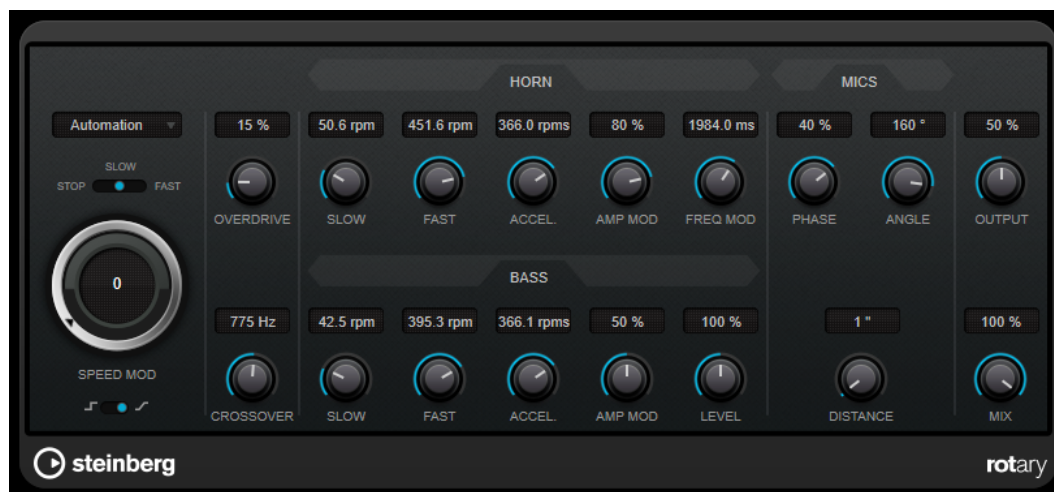 HORN
MICS
Automation
15 %
50.6 rpm
451.6 rpm
366.0 rpms
80 %
1984.0 ms
40 %
160 °
50 %
SLOW
STOP
FAST
OVERDRIVE
SLOW
FAST
ACCEL.
AMP MOD
FREQ MOD
PHASE
ANGLE
OUTPUT
BASS
0
775 Hz
42.5 rpm
395.3 rpm
366.1 rpms
50 %
100 %
1 "
100 %
SPEED MOD
CROSSOVER
SLOW
FAST
ACCEL.
AMP MOD
LEVEL
DISTANCE
MIX
steinberg
rotary